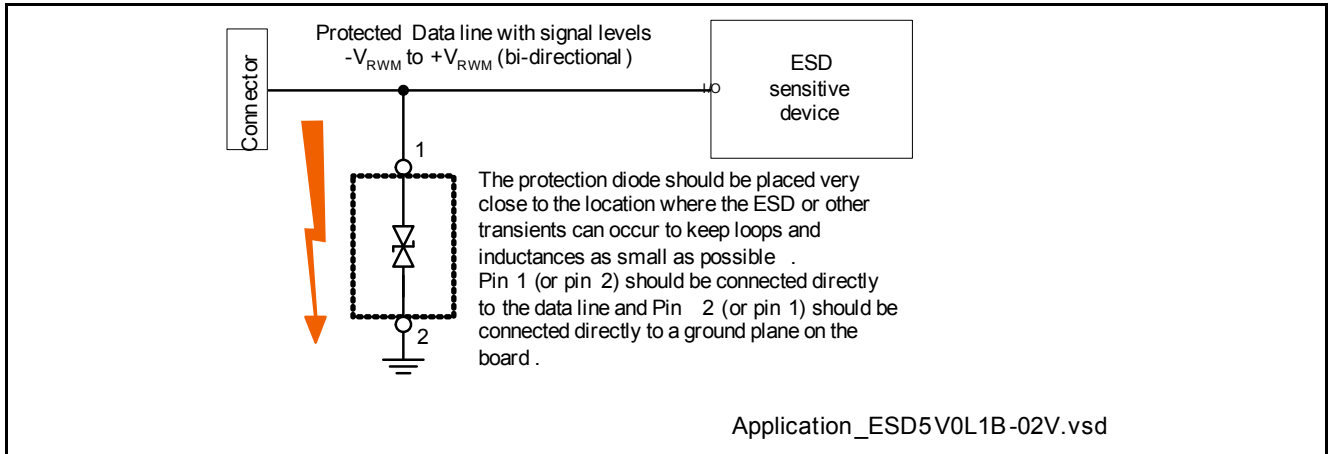 Protected Data line with signal levels
-VRWM to +VRWM (bi-directional)
Connector
I/O
ESD
sensitive
device
1
The protection diode should be placed very
close to the location where the ESD or other
transients can occur to keep loops and
inductances as small as possible .
Pin 1 (or pin 2) should be connected directly
to the data line and Pin 2 (or pin 1) should be
connected directly to a ground plane on the
board .
2
Application_ESD5V0L1B-02V.vsd